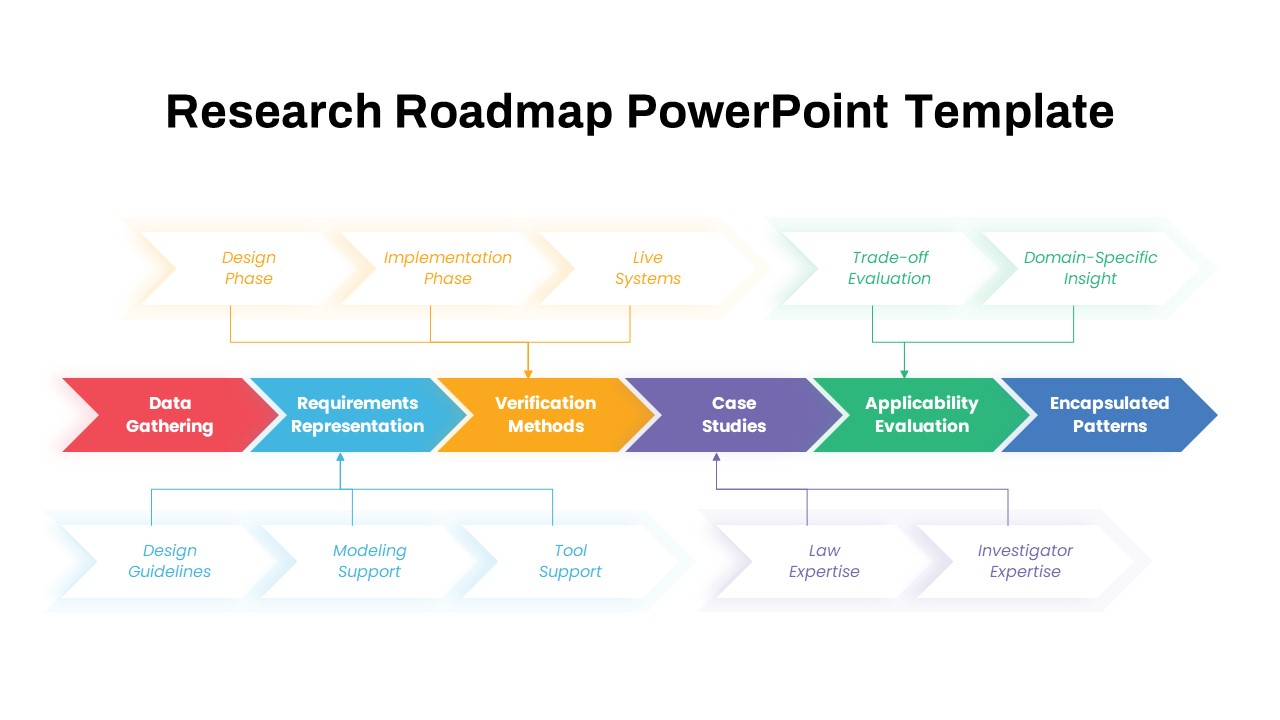 Research Roadmap PowerPoint Template
Design
Phase
Implementation
Phase
Live
Systems
Trade-off
Evaluation
Domain-Specific
Insight
Data
Gathering
Requirements
Representation
Verification
Methods
Case
Studies
Applicability
Evaluation
Encapsulated
Patterns
Design
Guidelines
Modeling
Support
Tool
Support
Law
Expertise
Investigator
Expertise